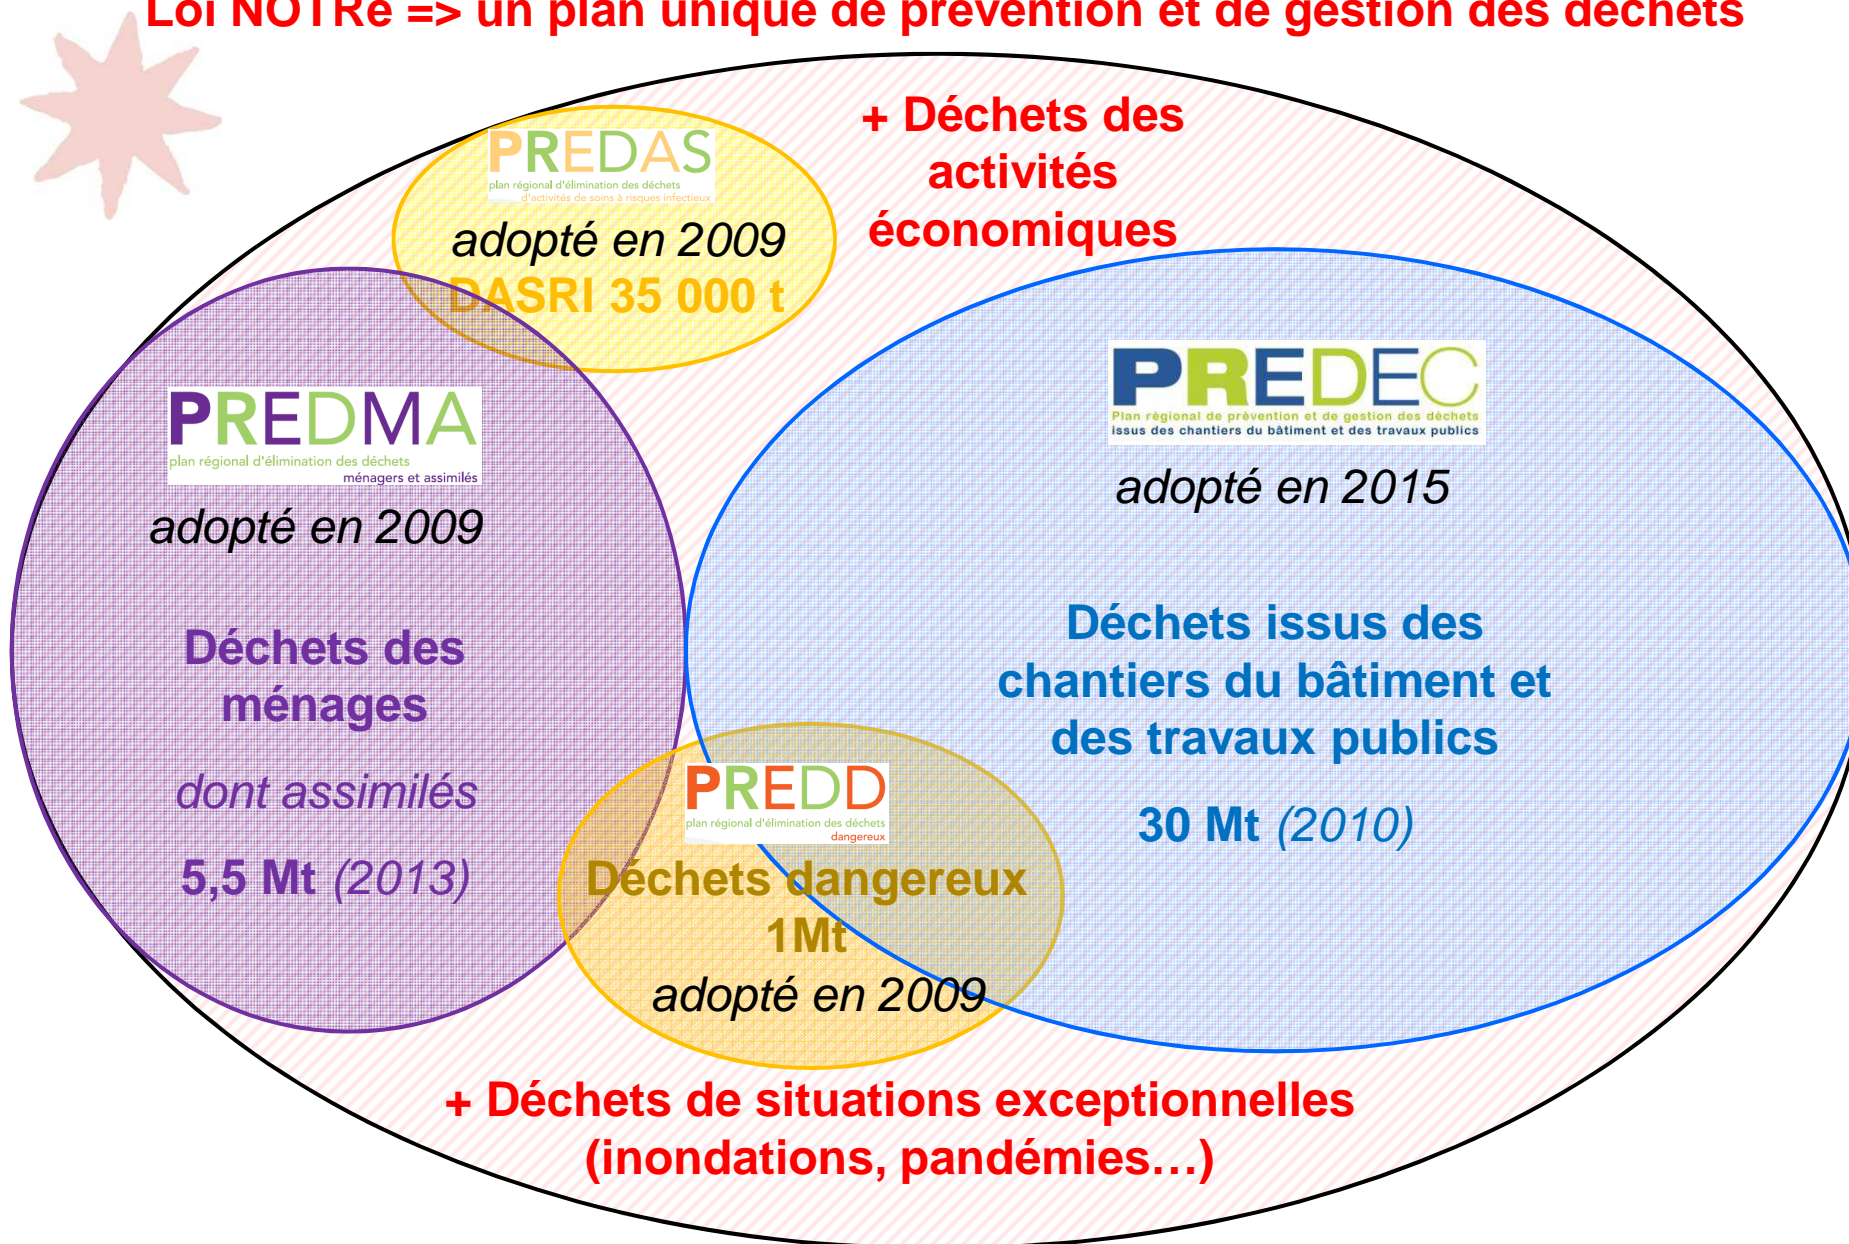 Loi NOTRe => un plan unique de prévention et de gestion des déchets
+ Déchets des
activités
économiques
PREDAS
plan régional d'élimination des déchets
d'activités de soins à risques infectieux
adopté en 2009
DASRI 35 000 t
PREDMA
plan régional d'élimination des déchets
ménagers et assimilés
adopté en 2009
Déchets des
ménages
dont assimilés
5,5 Mt (2013)
PREDEC
Plan régional de prévention et de gestion des déchets
issus des chantiers du bâtiment et des travaux publics
adopté en 2015
Déchets issus des
chantiers du bâtiment et
des travaux publics
30 Mt (2010)
PREDD
plan régional d'élimination des déchets
dangereux
Déchets dangereux
1Mt
adopté en 2009
+ Déchets de situations exceptionnelles
(inondations, pandémies…)